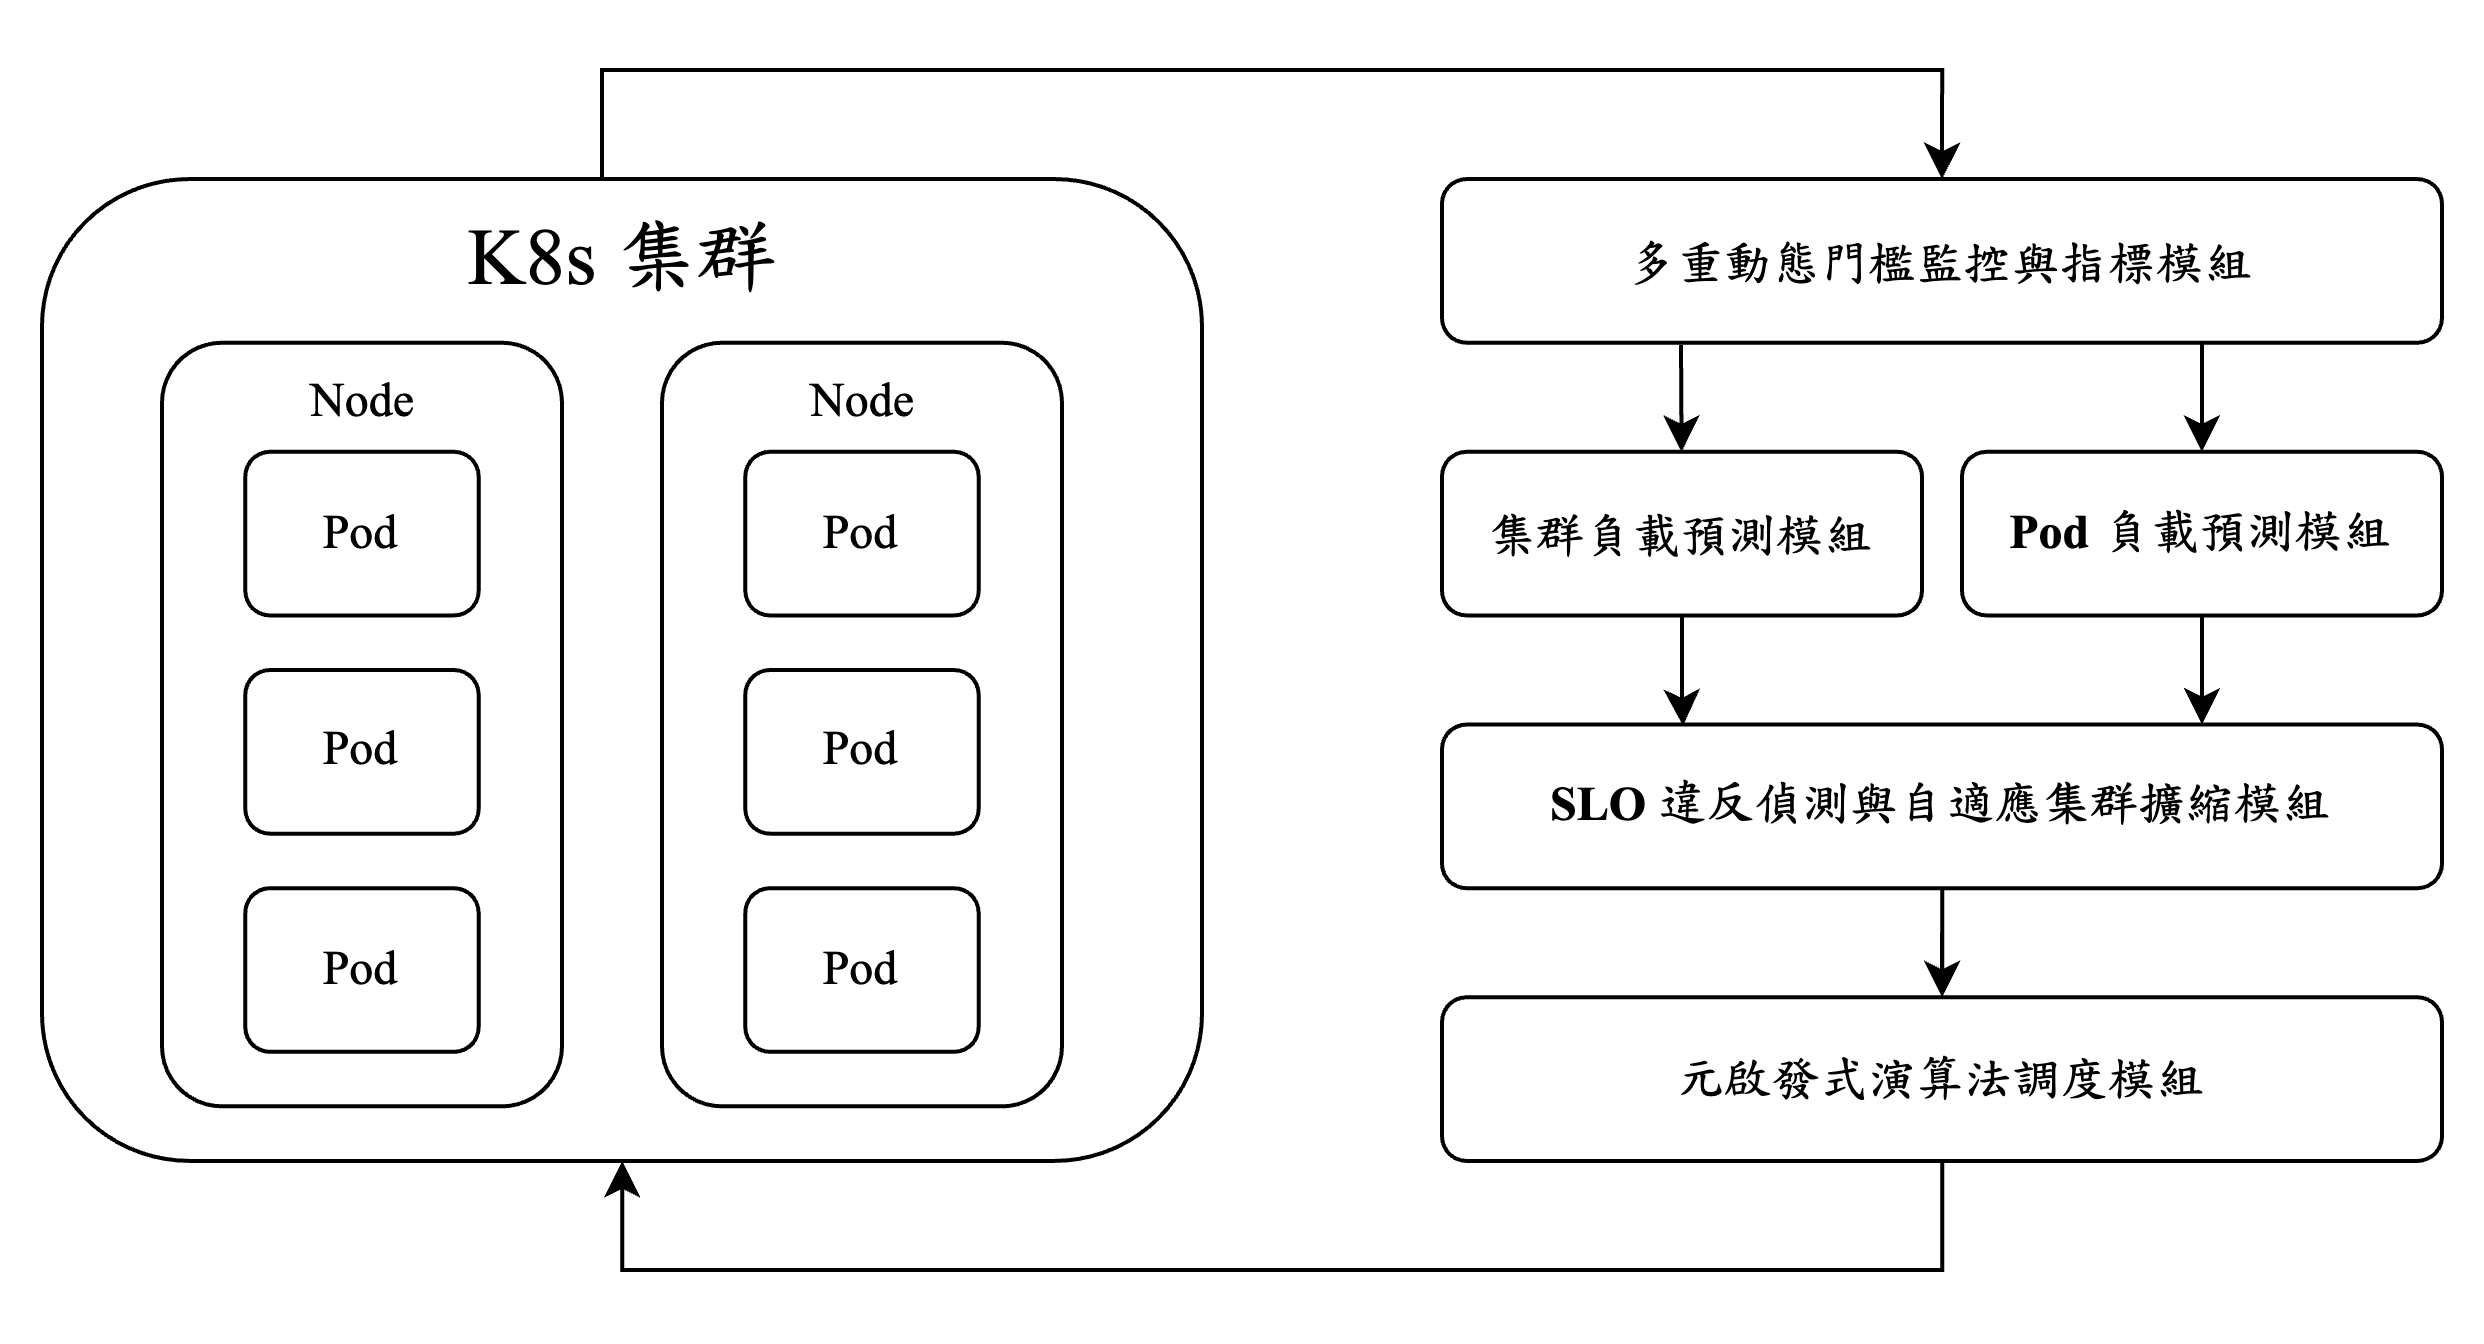 K8s 集群
Node
Pod
Pod
Pod
Node
Pod
Pod
Pod
多重動態門檻監控與指標模組
集群負載預測模組
Pod 負載預測模組
SLO 違反偵測與自適應集群擴縮模組
元啟發式演算法調度模組